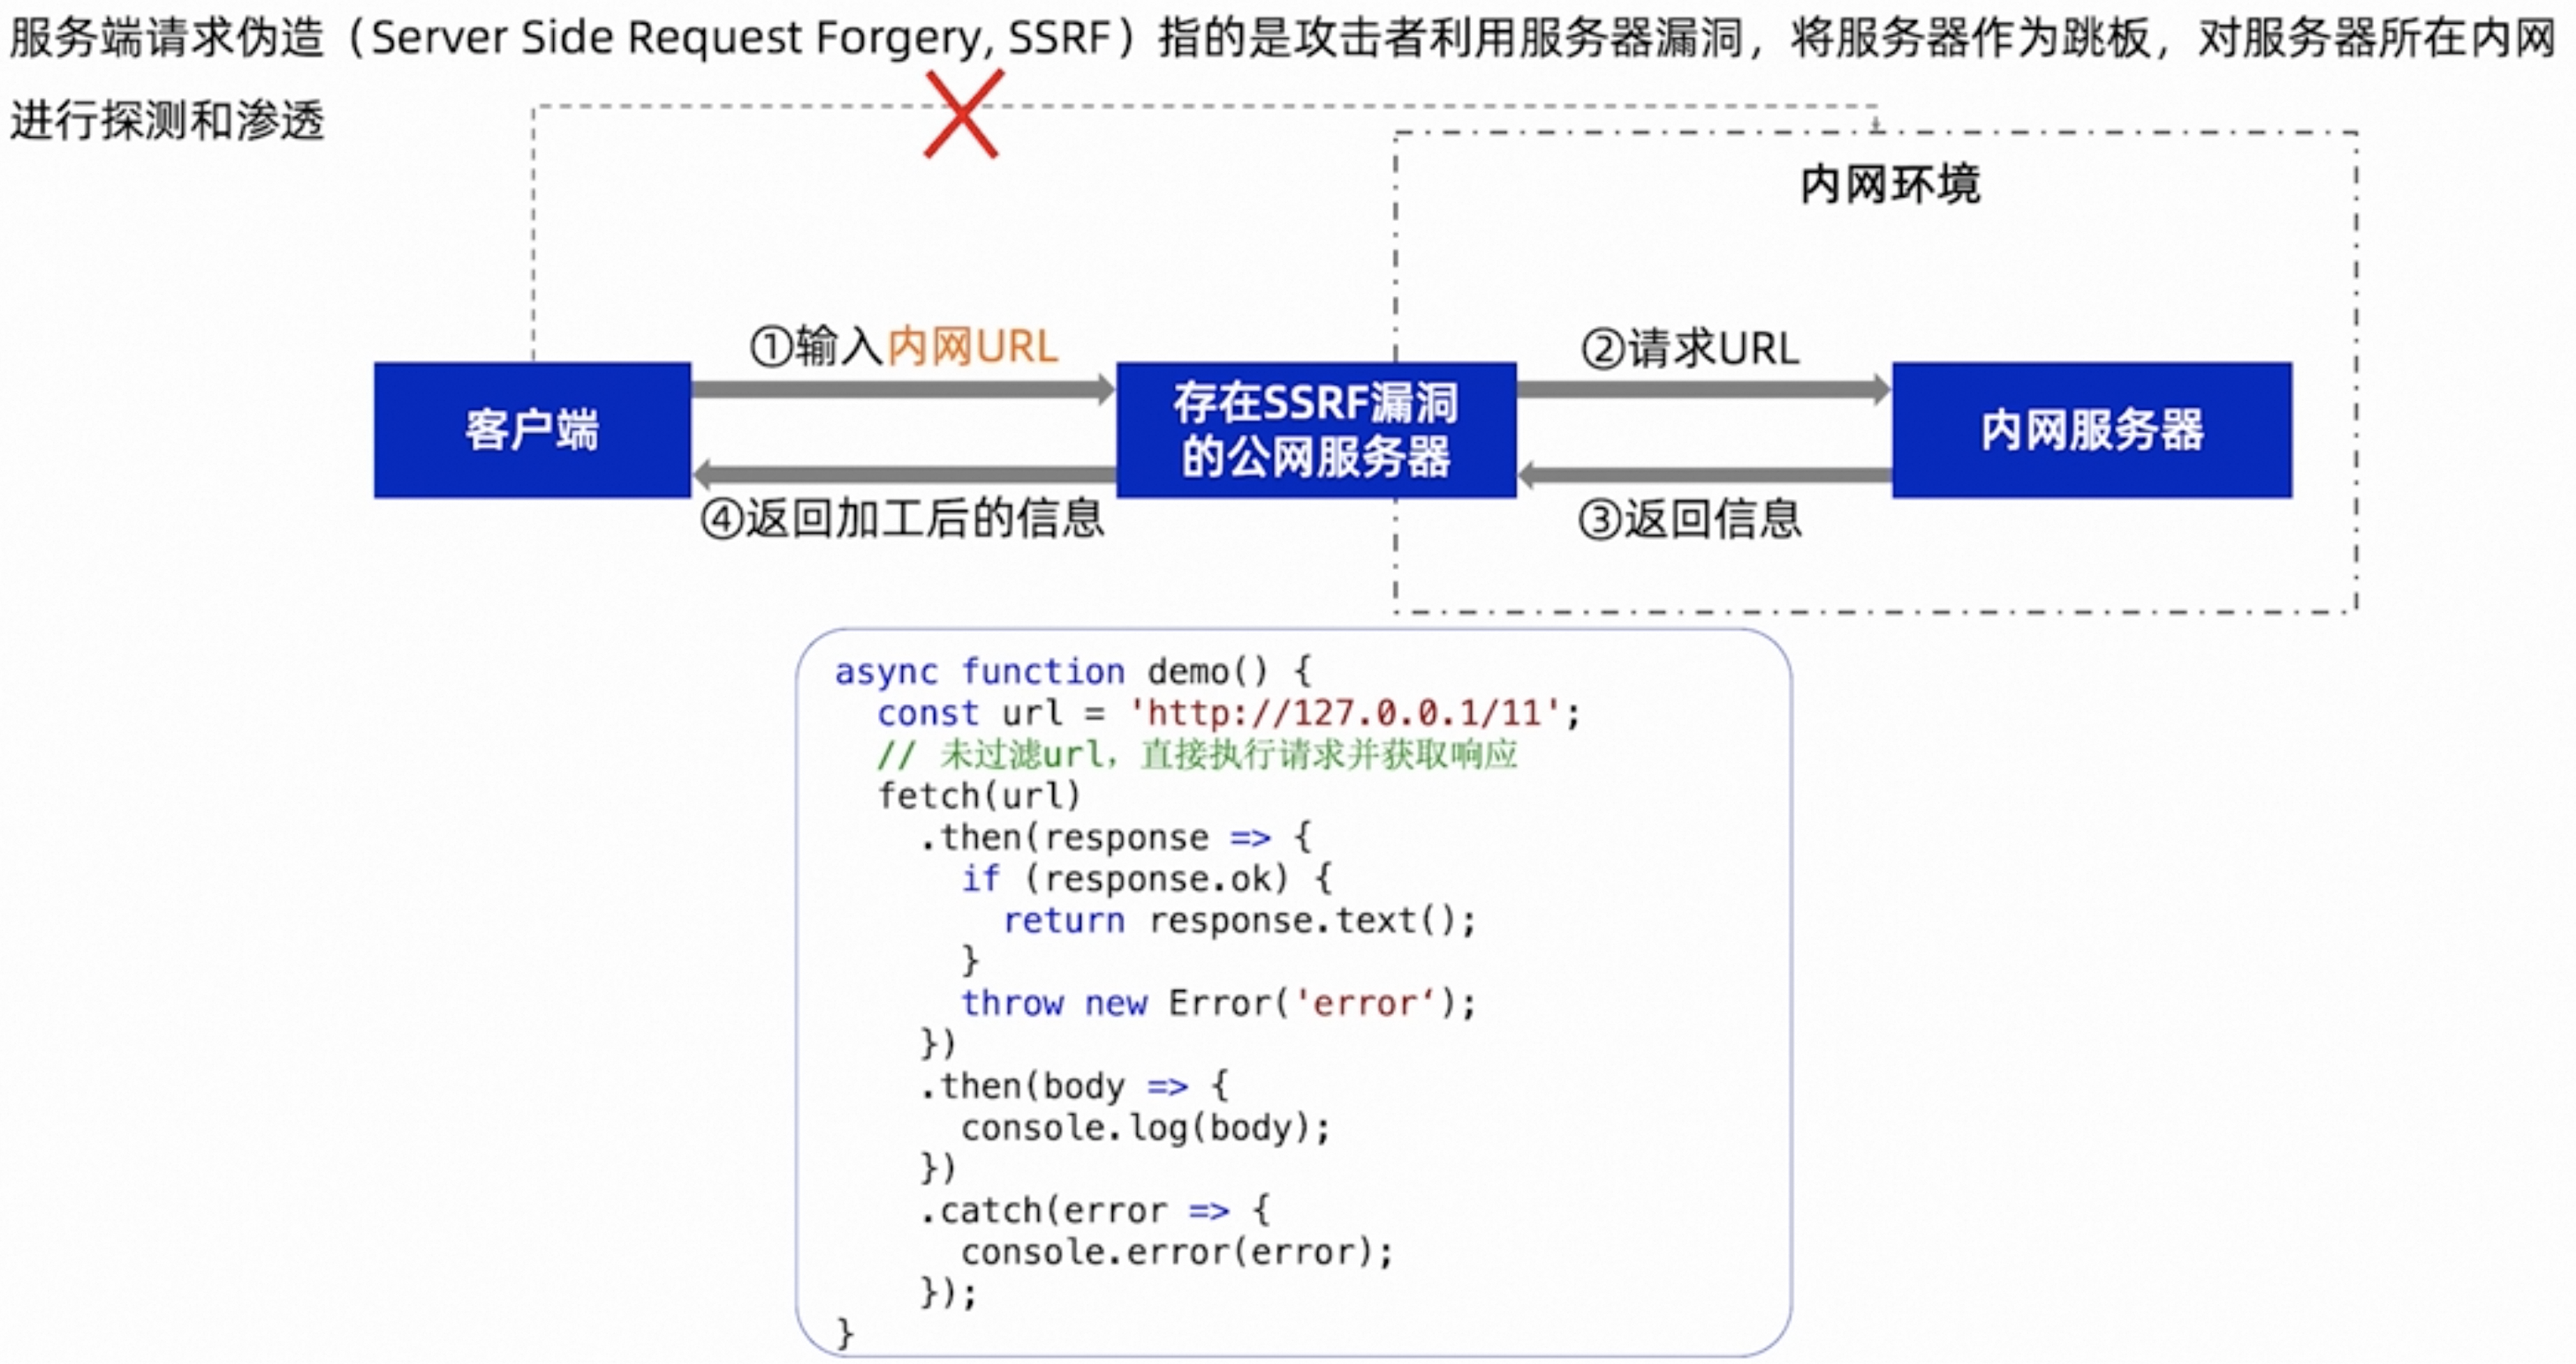 服务端请求伪造（Server Side Request Forgery, SSRF）指的是攻击者利用服务器漏洞，将服务器作为跳板，对服务器所在内网
进行探测和渗透
内网环境
①输入内网URL
②请求URL
客户端
存在SSRF漏洞
的公网服务器
内网服务器
④返回加工后的信息
③返回信息
async function demo() {
  const url = 'http://127.0.0.1/11';
  // 未过滤url，直接执行请求并获取响应
  fetch(url)
    .then(response => {
      if (response.ok) {
        return response.text();
      }
      throw new Error('error‘);
    })
    .then(body => {
      console.log(body);
    })
    .catch(error => {
      console.error(error);
    });
}